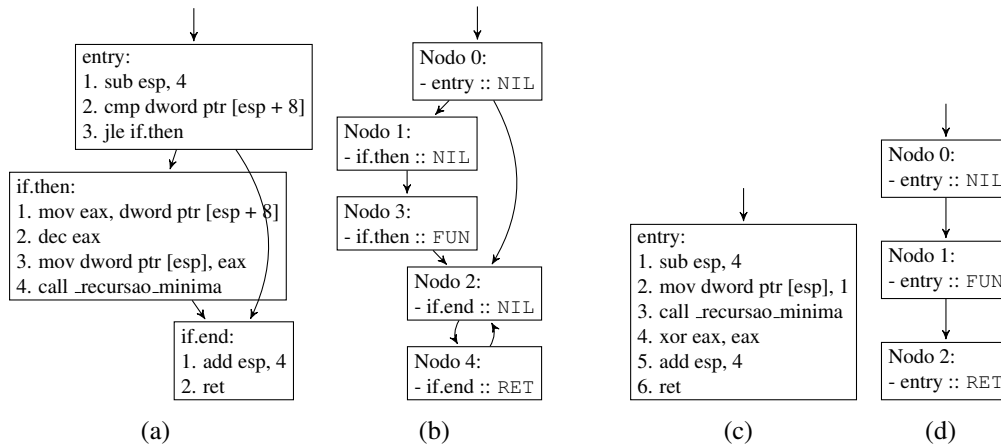 entry:
1. sub esp, 4
2. cmp dword ptr [esp + 8]
3. jle if.then
if.then:
1. mov eax, dword ptr [esp + 8]
2. dec eax
3. mov dword ptr [esp], eax
4. call _recursao_minima
if.end:
1. add esp, 4
2. ret
(a)
Nodo 0:
- entry :: NIL
Nodo 1:
- if.then :: NIL
Nodo 3:
- if.then :: FUN
Nodo 2:
- if.end :: NIL
Nodo 4:
- if.end :: RET
(b)
entry:
1. sub esp, 4
2. mov dword ptr [esp], 1
3. call _recursao_minima
4. xor eax, eax
5. add esp, 4
6. ret
(c)
Nodo 0:
- entry :: NIL
Nodo 1:
- entry :: FUN
Nodo 2:
- entry :: RET
(d)